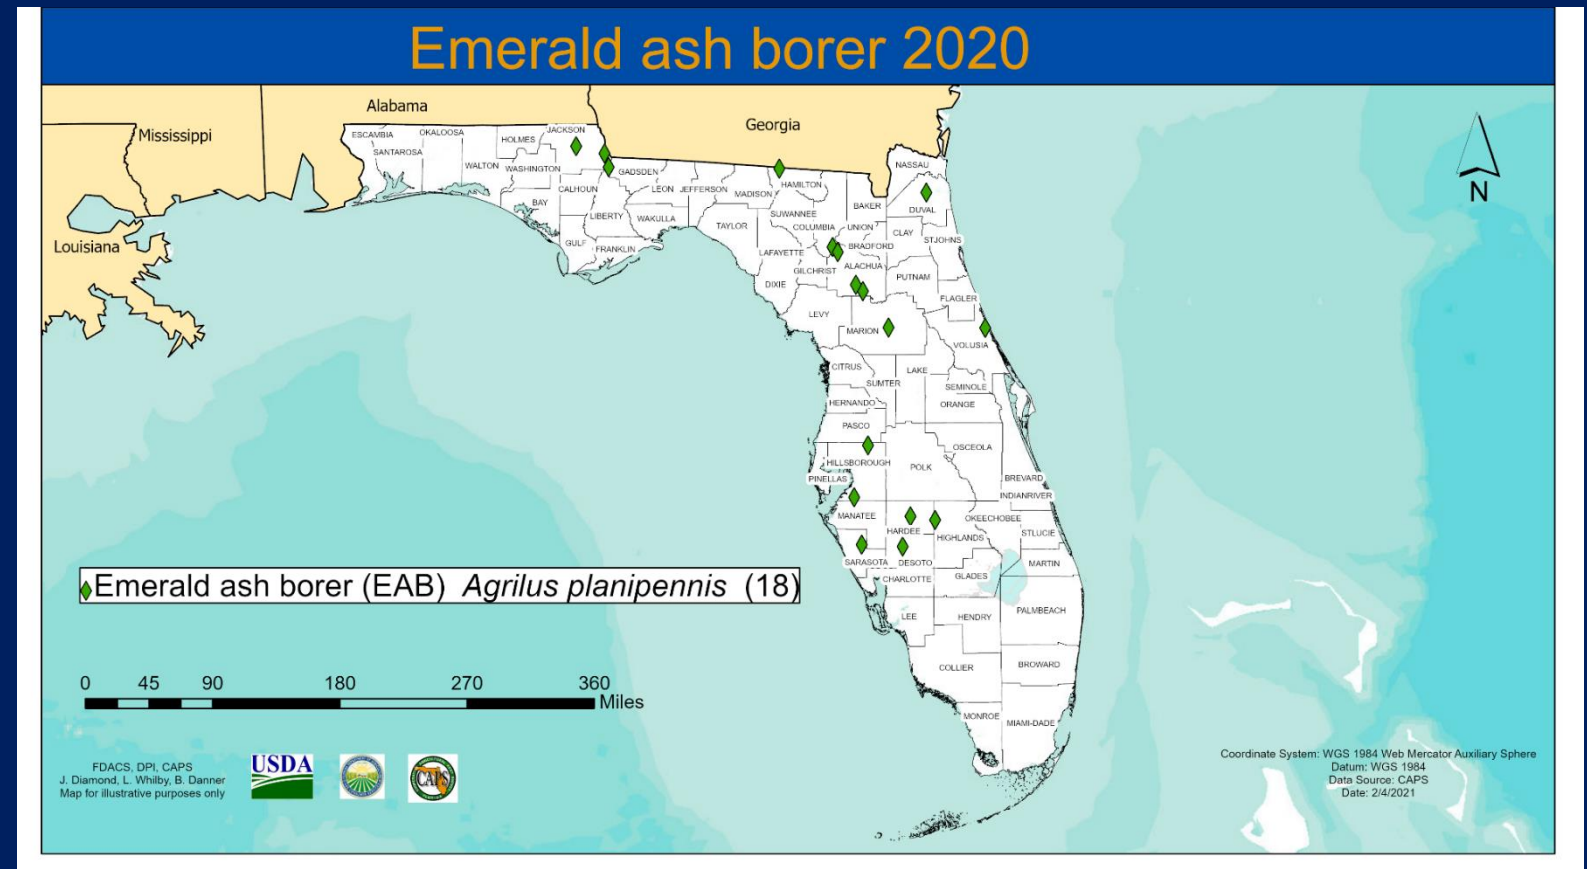 Emerald ash borer 2020
Alabama
Mississippi
Georgia
Louisiana
N
ESCAMBIA
OKALOOSA
SANTAROSA
WALTON
HOLMES
JACKSON
WASHINGTON
BAY
CALHOUN
GADSDEN
LIBERTY
GULF
FRANKLIN
LEON
WAKULLA
JEFFERSON
MADISON
TAYLOR
HAMILTON
SUWANNEE
COLUMBIA
LAFAYETTE
DIXIE
GILCHRIST
NASSAU
BAKER
DUVAL
UNION
CLAY
BRADFORD
STJOHNS
ALACHUA
PUTNAM
FLAGLER
LEVY
MARION
VOLUSIA
CITRUS
SUMTER
LAKE
SEMINOLE
HERNANDO
ORANGE
PASCO
OSCEOLA
HILLSBOROUGH
POLK
PINELLAS
BREVARD
INDIANRIVER
MANATEE
HARDEE
OKEECHOBEE
HIGHLANDS
STLUCIE
SARASOTA
DESOTO
MARTIN
CHARLOTTE
GLADES
LEE
HENDRY
PALMBEACH
COLLIER
BROWARD
MONROE
MIAMI-DADE
Emerald ash borer (EAB) Agrilus planipennis (18)
0 45 90 180 270 360
Miles
FDACS, DPI, CAPS
J. Diamond, L. Whilby, B. Danner
Map for illustrative purposes only
USDA
CAPS
Coordinate System: WGS 1984 Web Mercator Auxiliary Sphere
Datum: WGS 1984
Data Source: CAPS
Date: 2/4/2021